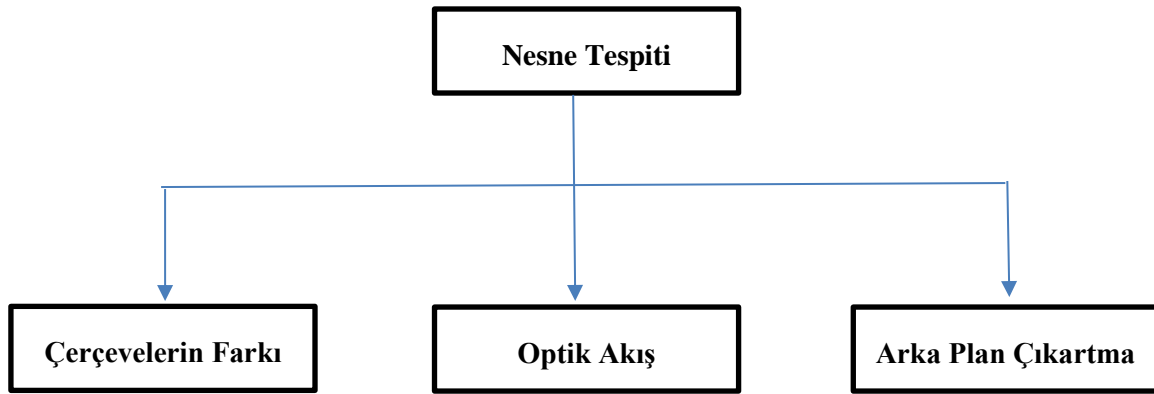 Nesne Tespiti
Çerçevelerin Farkı
Optik Akış
Arka Plan Çıkartma